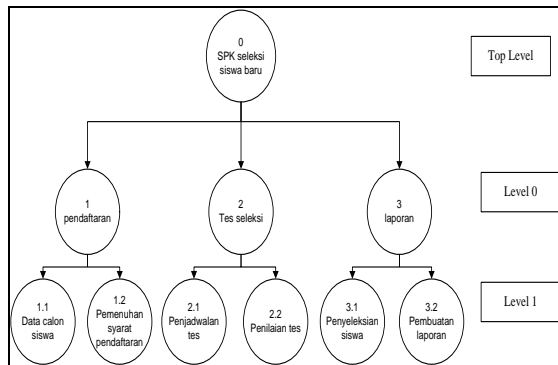 0
SPK seleksi
siswa baru
Top Level
1
pendaftaran
2
Tes seleksi
3
laporan
Level 0
1.1
Data calon
siswa
1.2
Pemenuhan
syarat
pendaftaran
2.1
Penjadwalan
tes
2.2
Penilaian tes
3.1
Penyeleksian
siswa
3.2
Pembuatan
laporan
Level 1